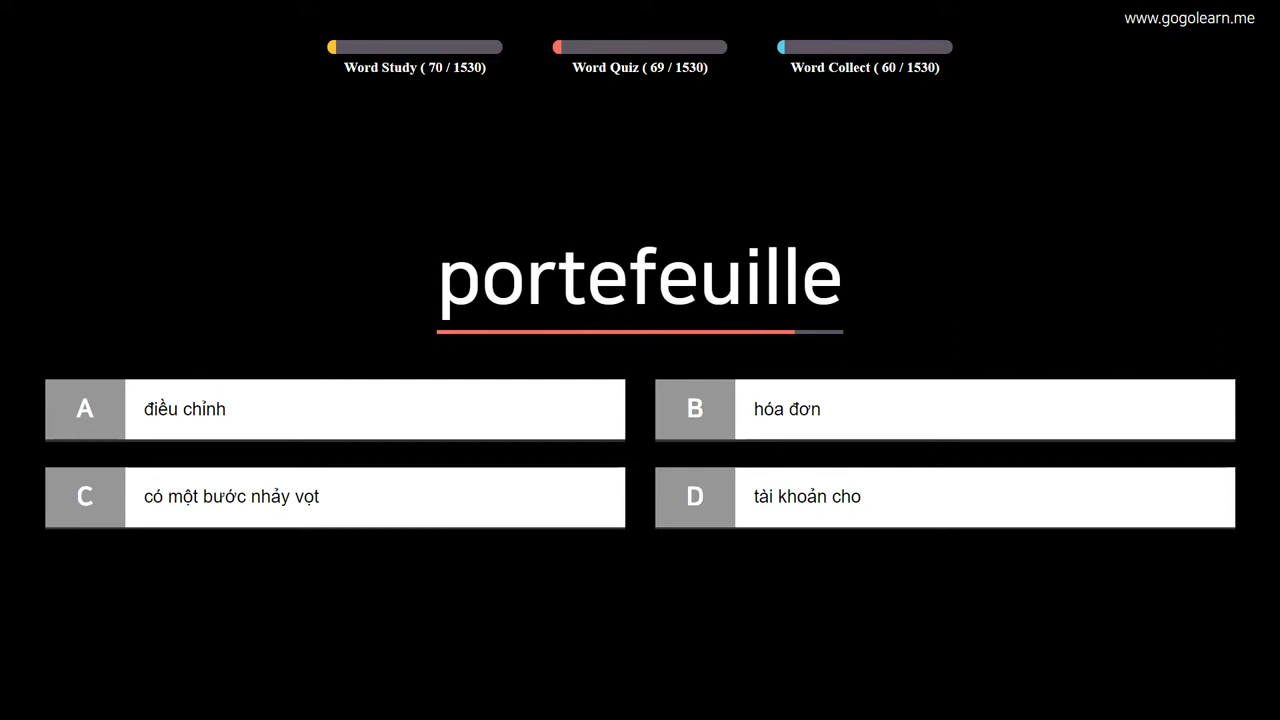 www.gogolearn.me
Word Study ( 70 / 1530)
Word Quiz ( 69 / 1530)
Word Collect ( 60 / 1530)
portefeuille
A điều chỉnh
B hóa đơn
C có một bước nhảy vọt
D tài khoản cho